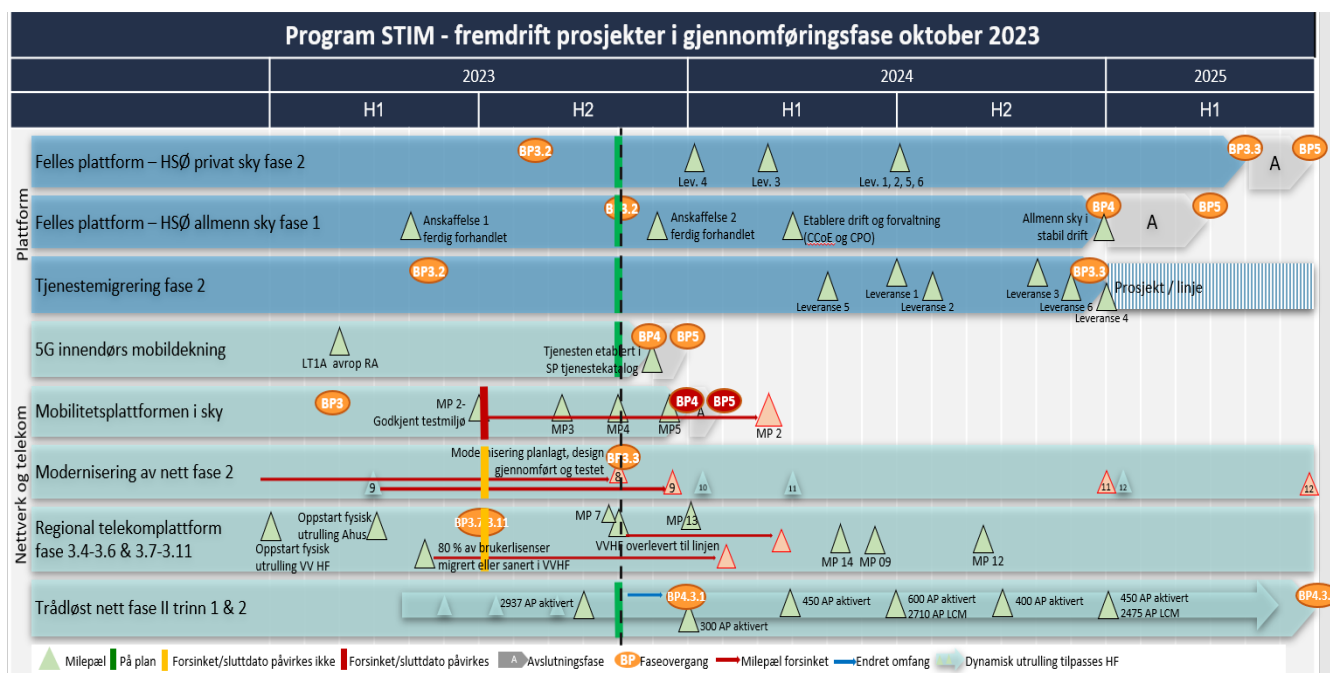 Program STIM - fremdrift prosjekter i gjennomføringsfase oktober 2023
2023
2024
2025
H1
H2
H1
H2
H1
Plattform
Felles plattform – HSØ privat sky fase 2
BP3.2
Lev. 4
Lev. 3
Lev. 1, 2, 5, 6
BP3.3
A
BP5
Felles plattform – HSØ allmenn sky fase 1
Anskaffelse 1
ferdig forhandlet
Anskaffelse 2
ferdig forhandlet
Etablere drift og forvaltning
(CCoE og CPO)
Allmenn sky i
stabil drift
BP4
A
BP5
Tjenestemigrering fase 2
BP3.2
Leveranse 5
Leveranse 1
Leveranse 2
Leveranse 3
Leveranse 6
BP3.3
Leveranse 4
Prosjekt / linje
Nettverk og telekom
5G innendørs mobildekning
LT1A avrop RA
Tjenesten etablert i
SP tjenestekatalog
BP4
BP5
Mobilitetsplattformen i sky
BP3
MP 2-
Godkjent testmiljø
MP3
MP4
MP5
BP4
A
BP5
MP 2
Modernisering av nett fase 2
9
Modernisering planlagt, design
gjennomført og testet
8
9
10
11
11
12
12
Regional telekomplattform
fase 3.4-3.6 & 3.7-3.11
Oppstart fysisk
utrulling VV HF
Oppstart fysisk
utrulling Ahus
80 % av brukerlisenser
migrert eller sanert i VVHF
MP 7
VVHF overlevert til linjen
MP 13
MP 14
MP 09
MP 12
Trådløst nett fase II trinn 1 & 2
2937 AP aktivert
BP4.3.1
300 AP aktivert
450 AP aktivert
600 AP aktivert
2710 AP LCM
400 AP aktivert
450 AP aktivert
2475 AP LCM
Milepæl
På plan
Forsinket/sluttdato påvirkes ikke
Forsinket/sluttdato påvirkes
A
Avslutningsfase
BP
Faseovergang
Milepæl forsinket
Endret omfang
Dynamisk utrulling tilpasses HF